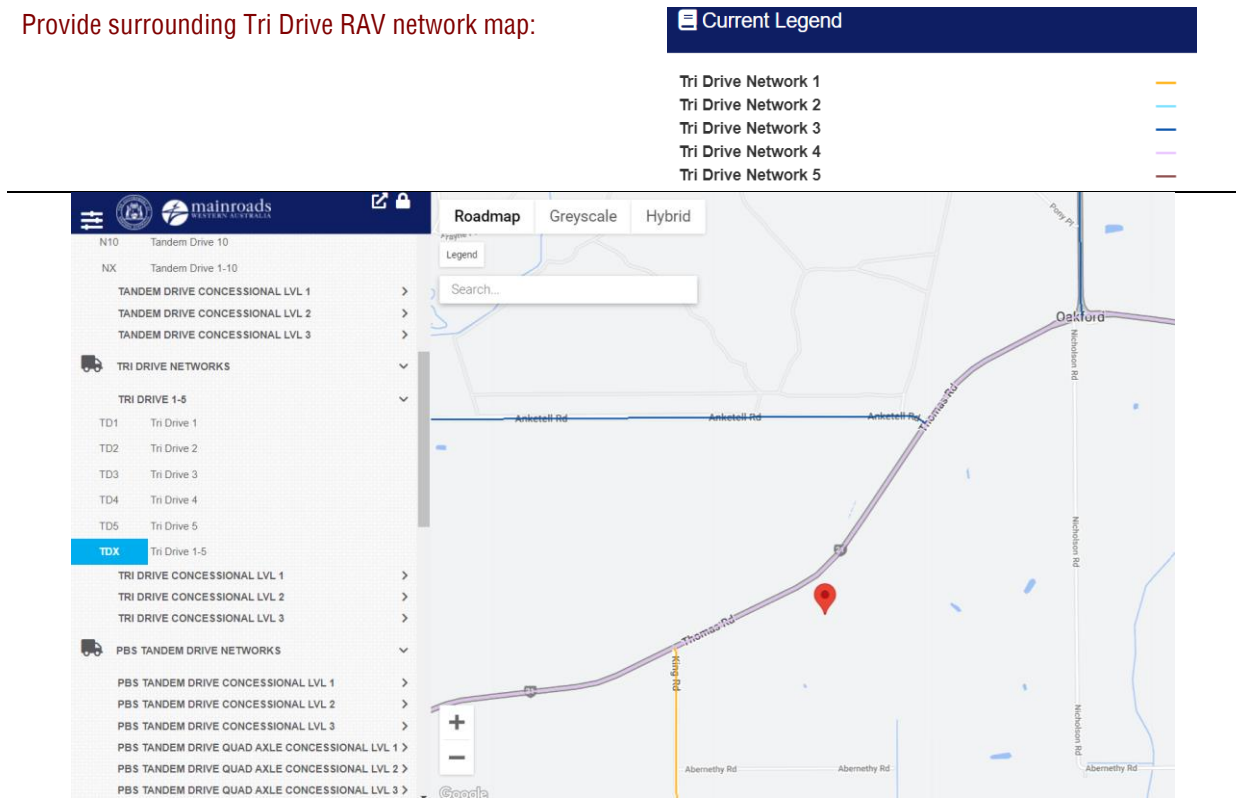 Provide surrounding Tri Drive RAV network map:
Current Legend
Tri Drive Network 1
Tri Drive Network 2
Tri Drive Network 3
Tri Drive Network 4
Tri Drive Network 5
mainroads
WESTERN AUSTRALIA
N10 Tandem Drive 10
NX Tandem Drive 1-10
TANDEM DRIVE CONCESSIONAL LVL 1
TANDEM DRIVE CONCESSIONAL LVL 2
TANDEM DRIVE CONCESSIONAL LVL 3
TRI DRIVE NETWORKS
TRI DRIVE 1-5
TD1 Tri Drive 1
TD2 Tri Drive 2
TD3 Tri Drive 3
TD4 Tri Drive 4
TD5 Tri Drive 5
TDX Tri Drive 1-5
TRI DRIVE CONCESSIONAL LVL 1
TRI DRIVE CONCESSIONAL LVL 2
TRI DRIVE CONCESSIONAL LVL 3
PBS TANDEM DRIVE NETWORKS
PBS TANDEM DRIVE CONCESSIONAL LVL 1
PBS TANDEM DRIVE CONCESSIONAL LVL 2
PBS TANDEM DRIVE CONCESSIONAL LVL 3
PBS TANDEM DRIVE QUAD AXLE CONCESSIONAL LVL 1
PBS TANDEM DRIVE QUAD AXLE CONCESSIONAL LVL 2
PBS TANDEM DRIVE QUAD AXLE CONCESSIONAL LVL 3
Roadmap Greyscale Hybrid
Legend
Search...
Pony Pl
Oakford
Nicholson Rd
Anketell Rd
Anketell Rd
Anketell Rd
Thomas Rd
Nicholson Rd
Thomas Rd
King Rd
Nicholson Rd
Abernethy Rd
Abernethy Rd
Abernethy Rd
Google